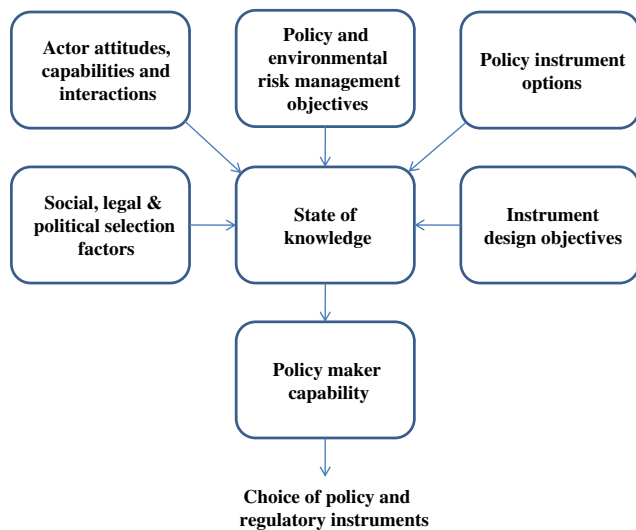 Actor attitudes,
capabilities and
interactions
Policy and
environmental
risk management
objectives
Policy instrument
options
Social, legal &
political selection
factors
State of
knowledge
Instrument
design objectives
Policy maker
capability
Choice of policy and
regulatory instruments